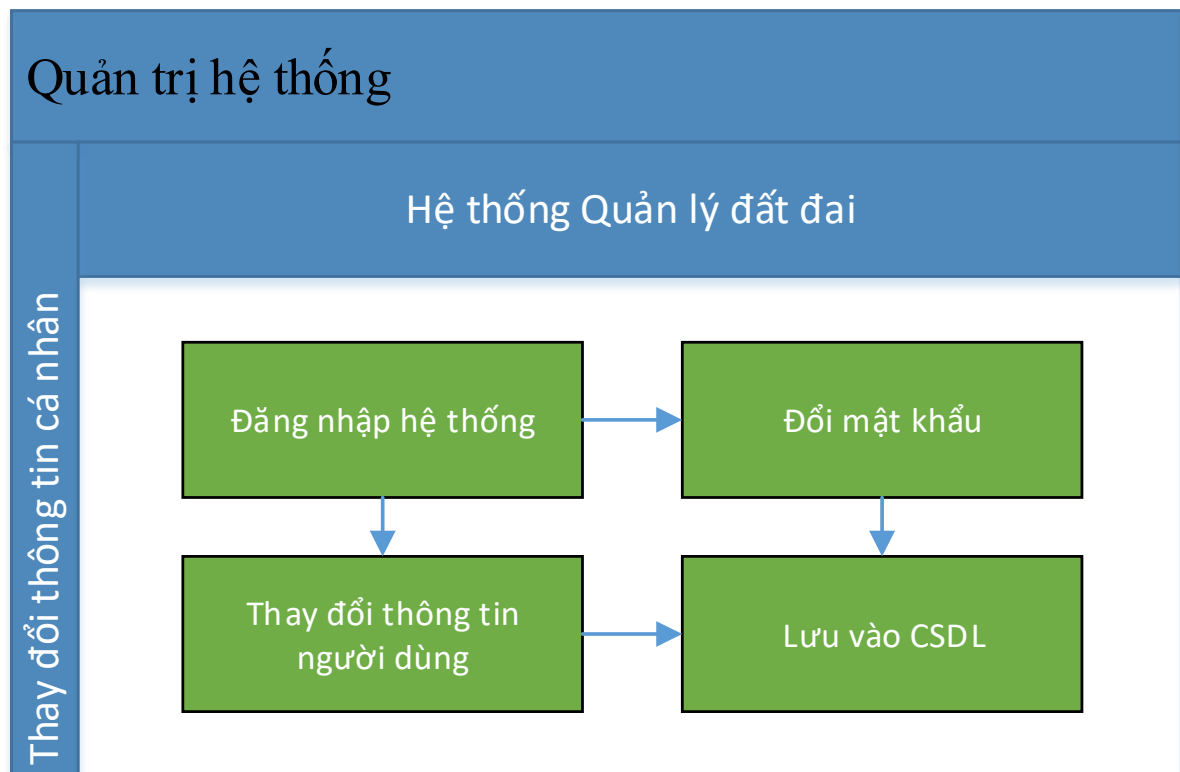 Quản trị hệ thống
Hệ thống Quản lý đất đai
Thay đổi thông tin cá nhân
Đăng nhập hệ thống
Đổi mật khẩu
Thay đổi thông tin
người dùng
Lưu vào CSDL